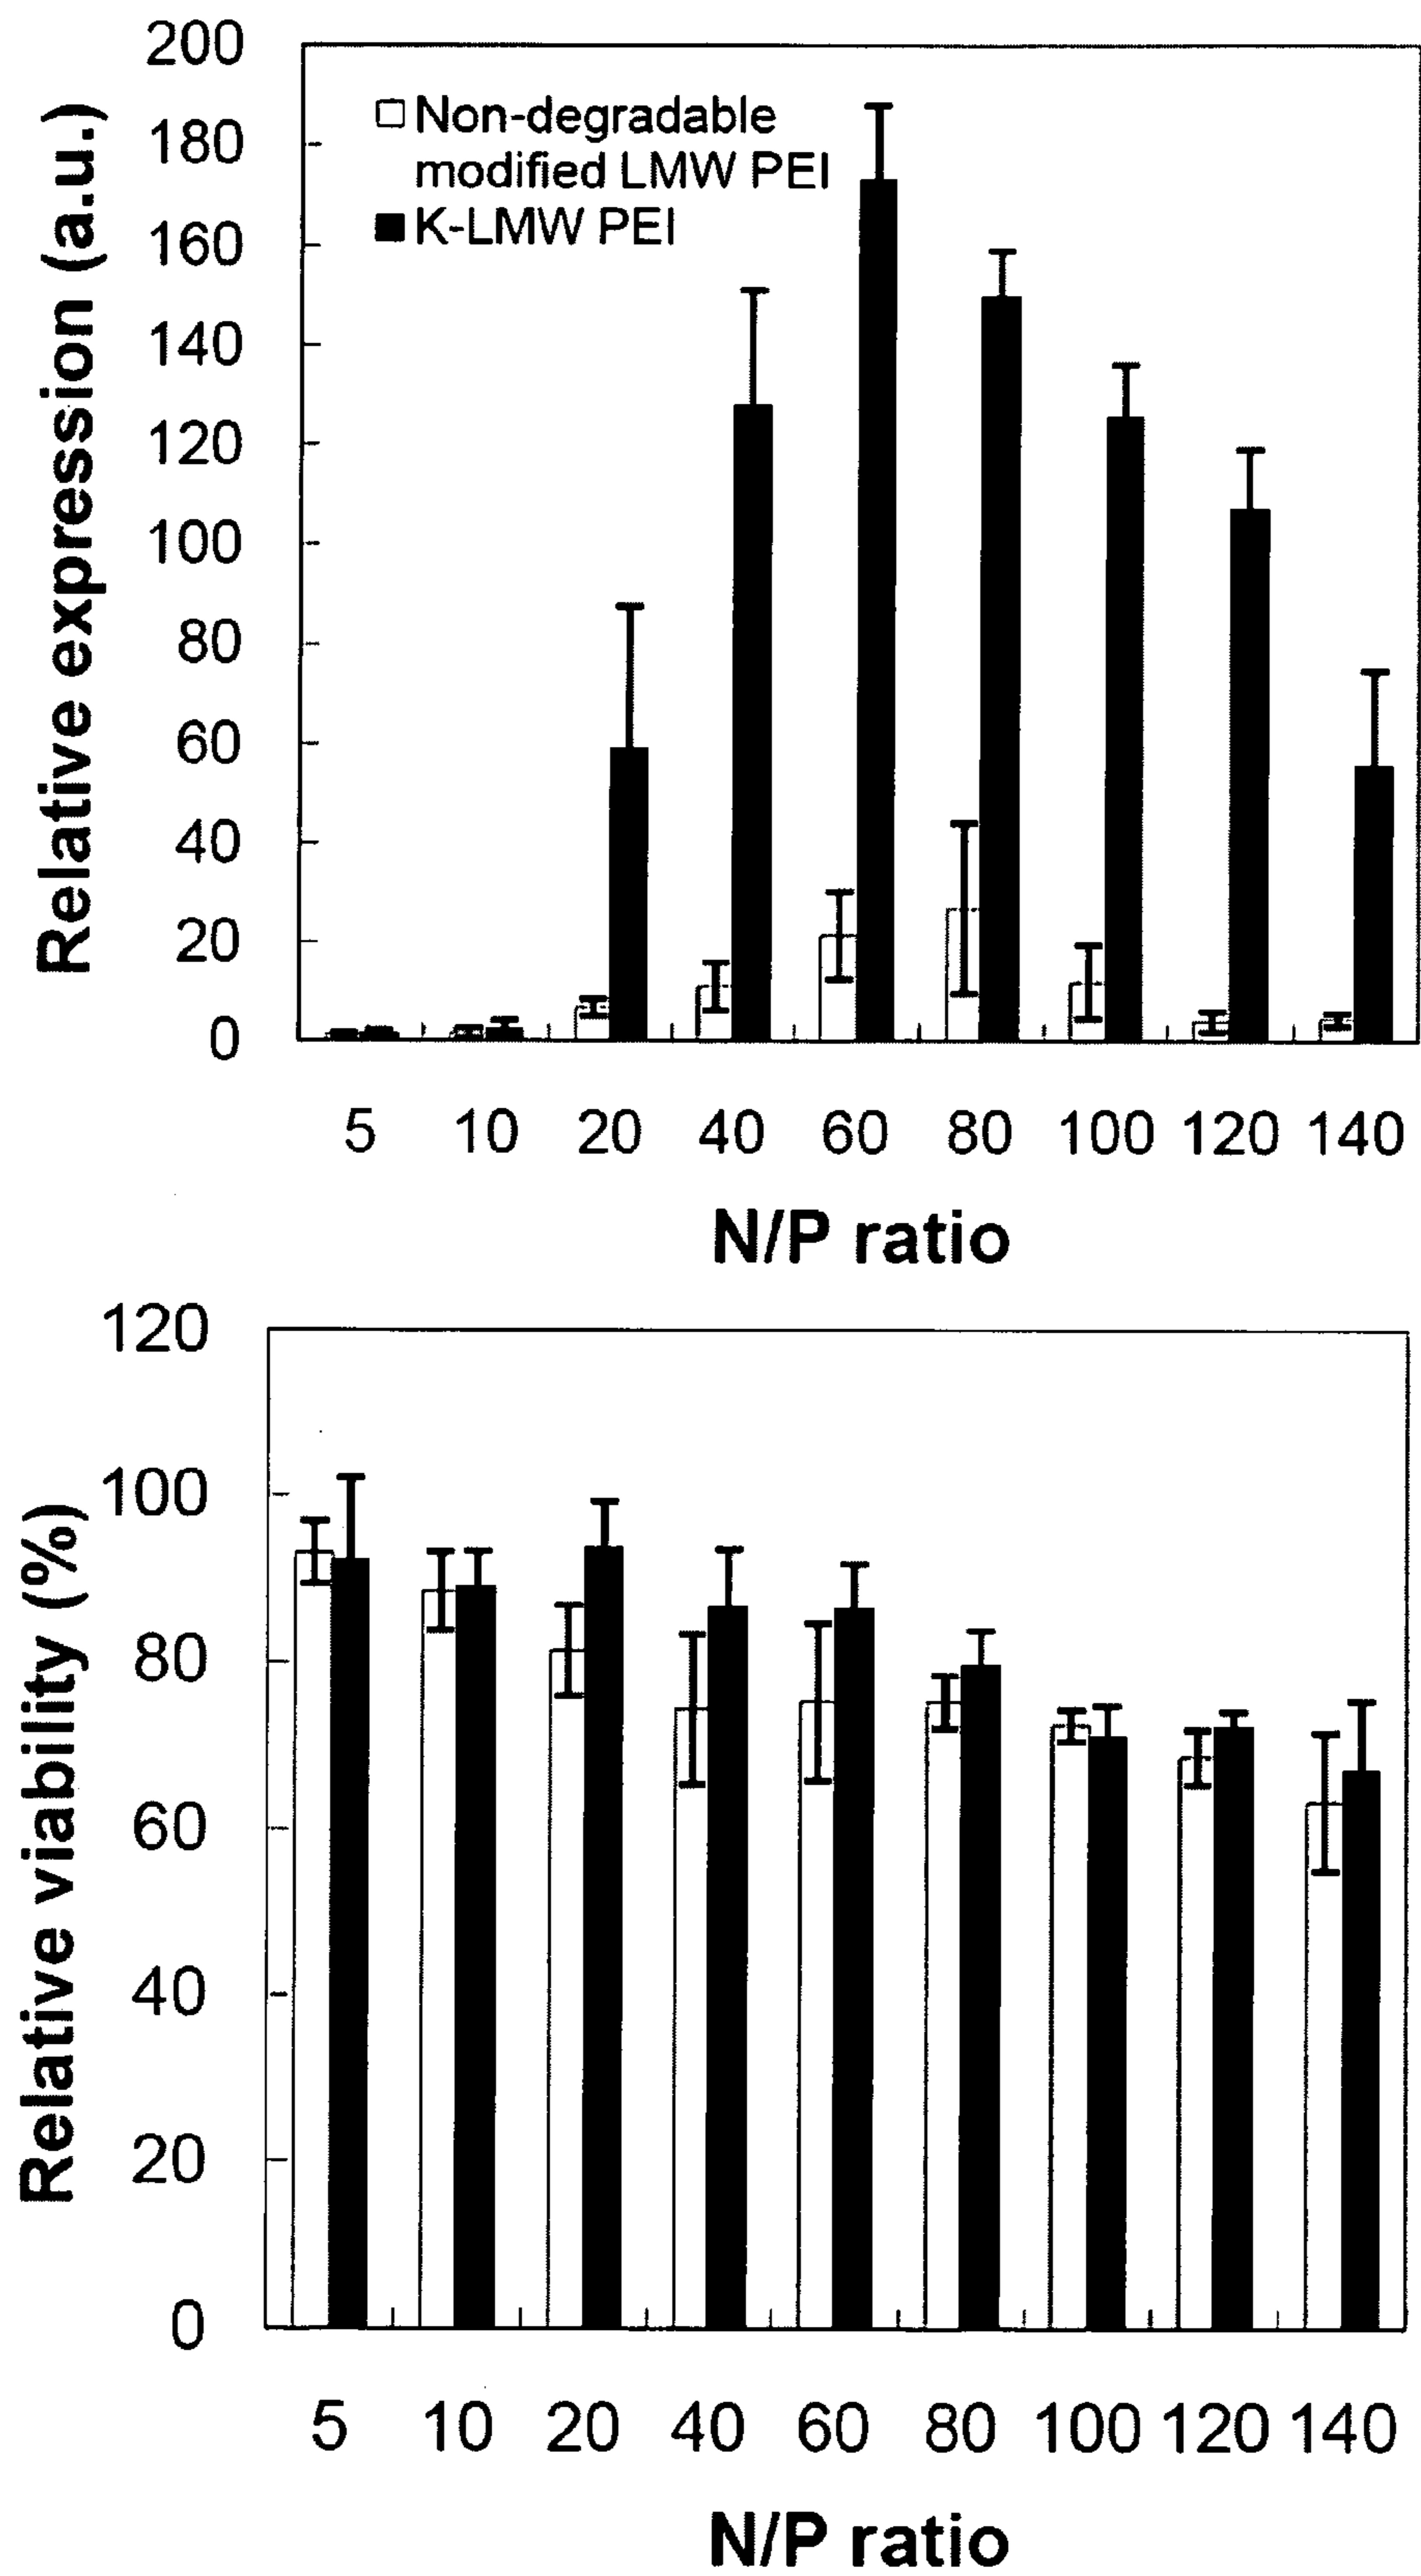 200
180
160
140
120
100
80
60
40
20
0
Relative expression (a.u.)
Non-degradable
modified LMW PEI
K-LMW PEI
5 10 20 40 60 80 100 120 140
N/P ratio
120
100
80
60
40
20
0
Relative viability (%)
5 10 20 40 60 80 100 120 140
N/P ratio